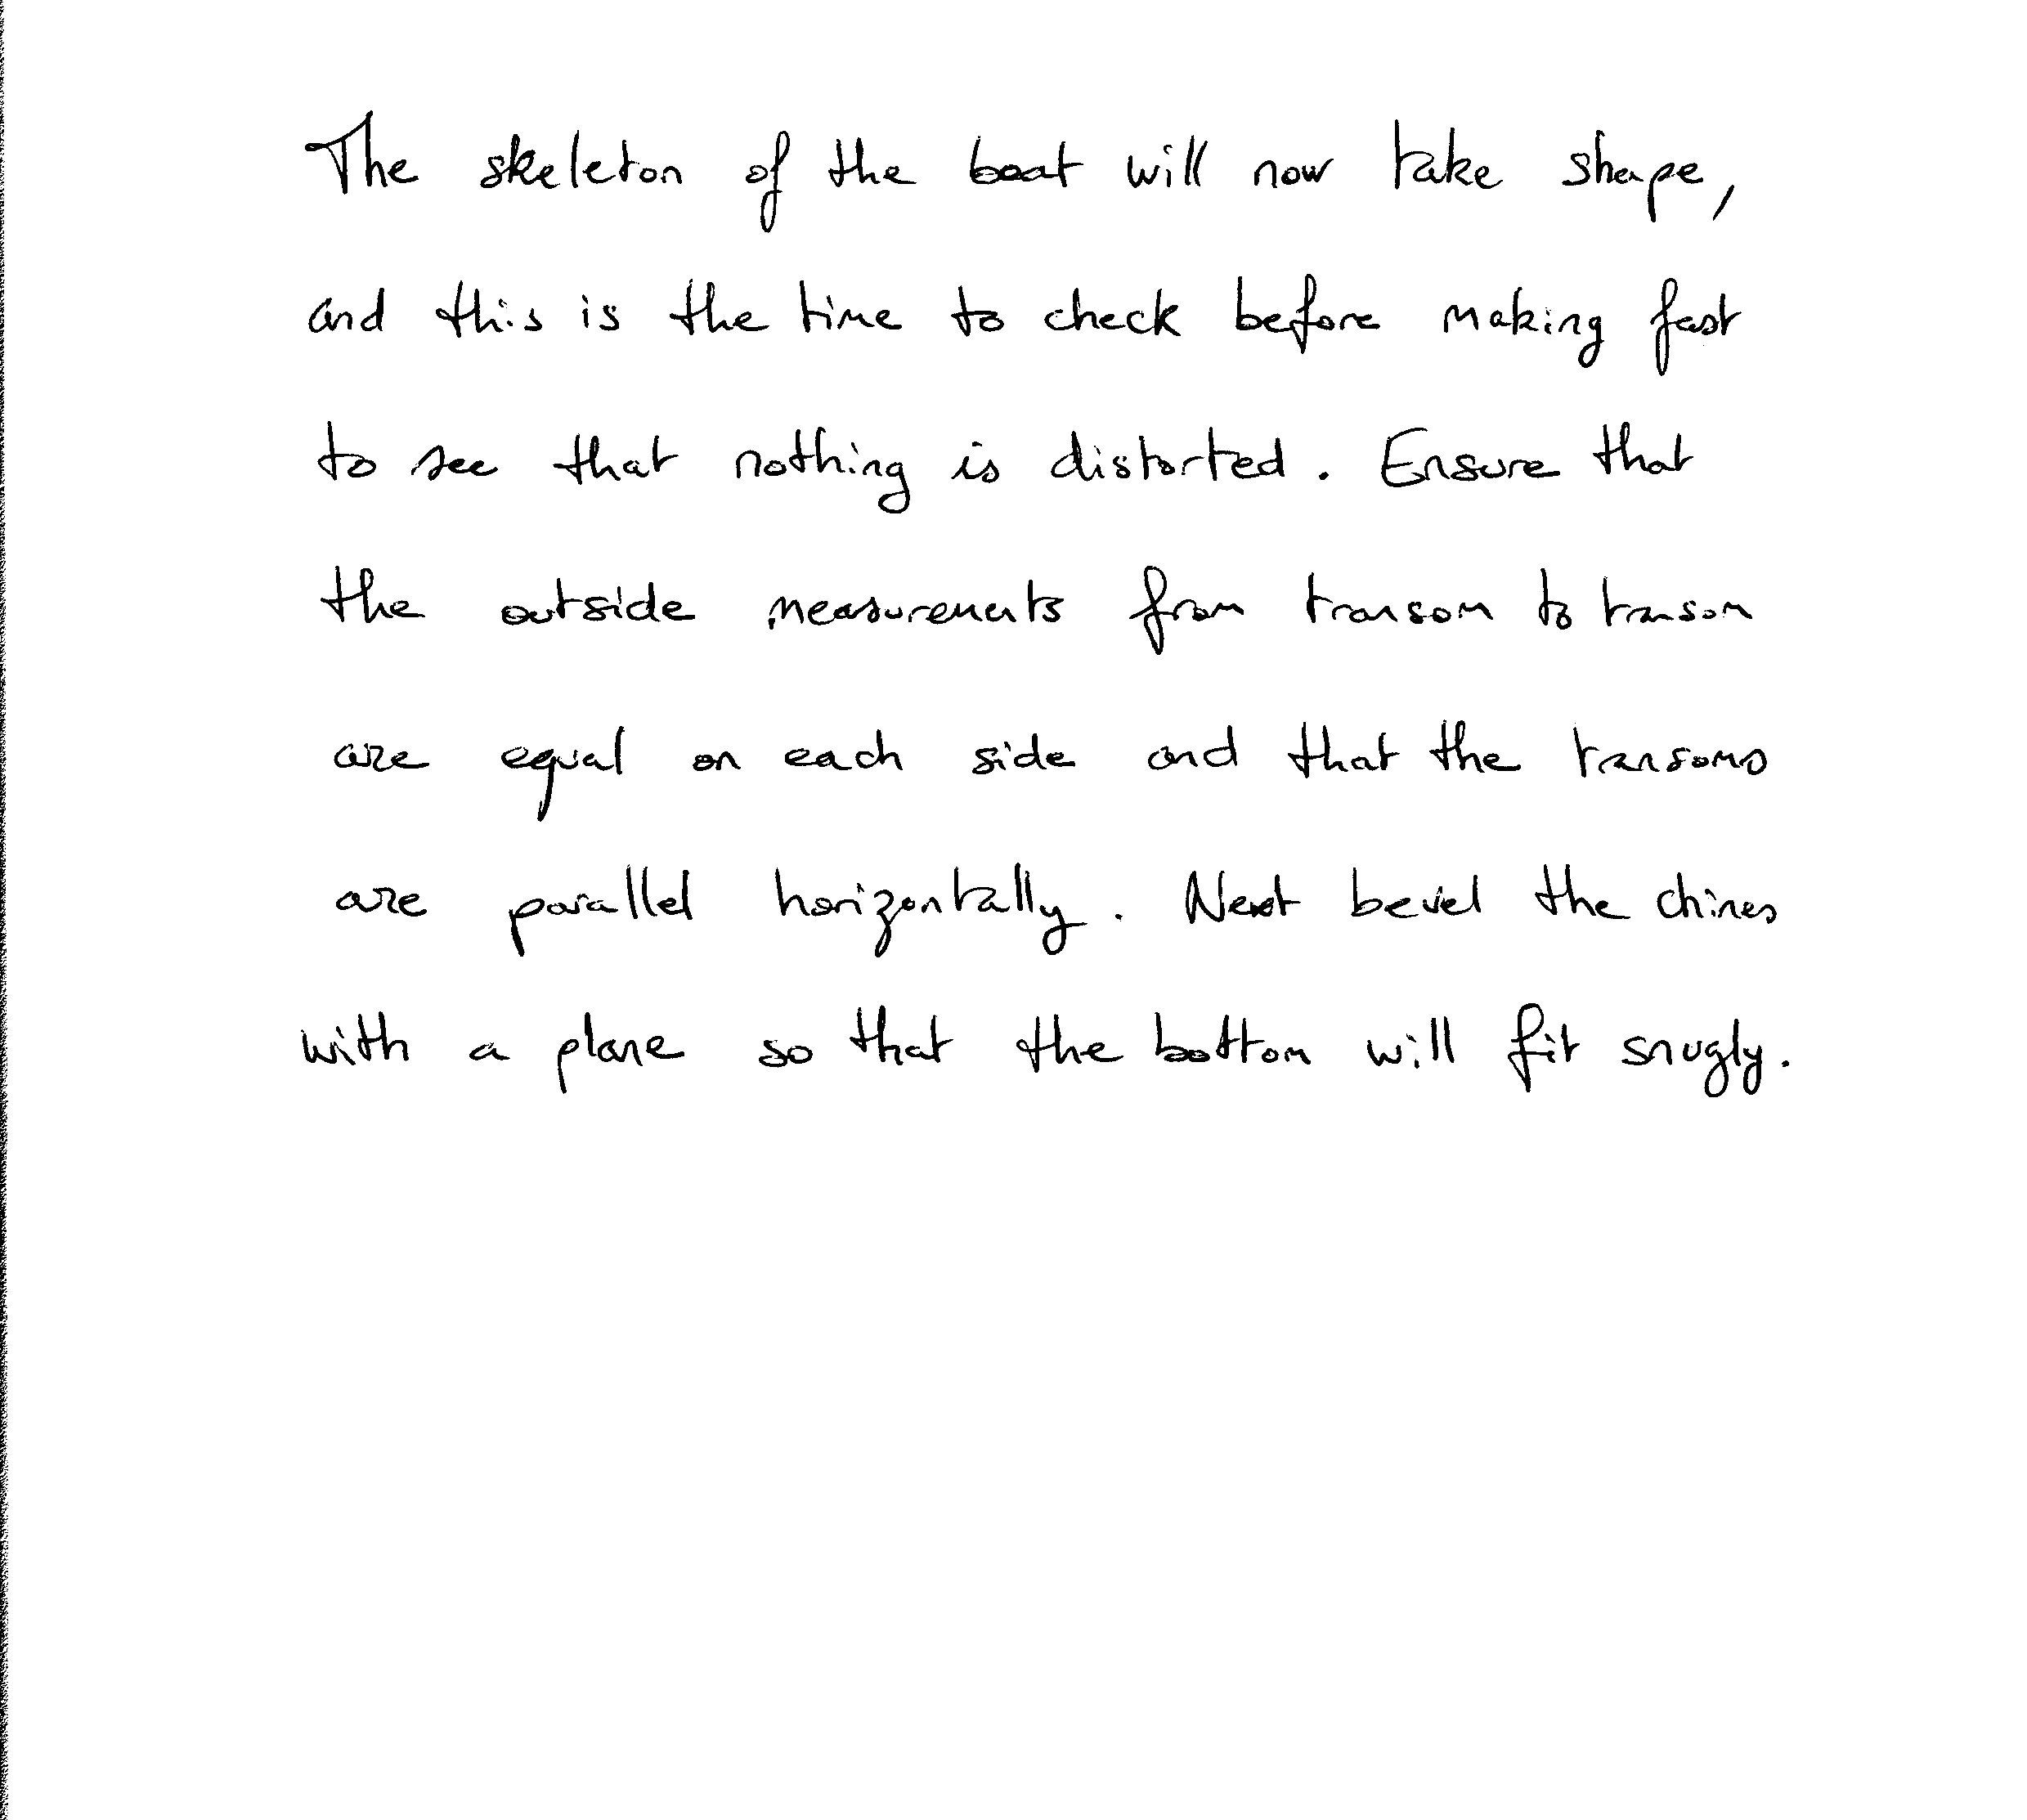 The skeleton of the boat will now take shape,
and this is the time to check before making fast
to see that nothing is distorted. Ensure that
the outside measurements from transom to transom
are equal on each side and that the transoms
are parallel horizontally. Next bevel the chines
with a plane so that the bottom will fit snugly.